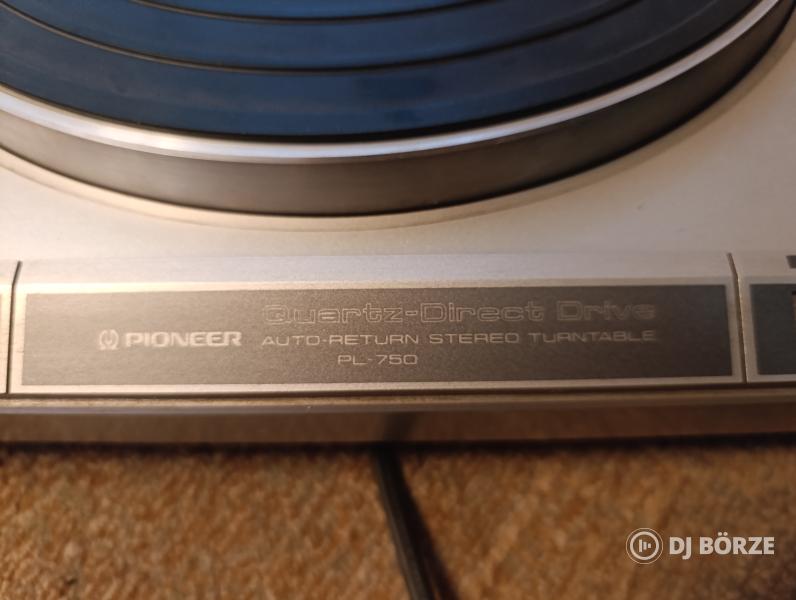 Quartz-Direct Drive
PIONEER AUTO-RETURN STEREO TURNTABLE
PL-750
DJ BÖRZE